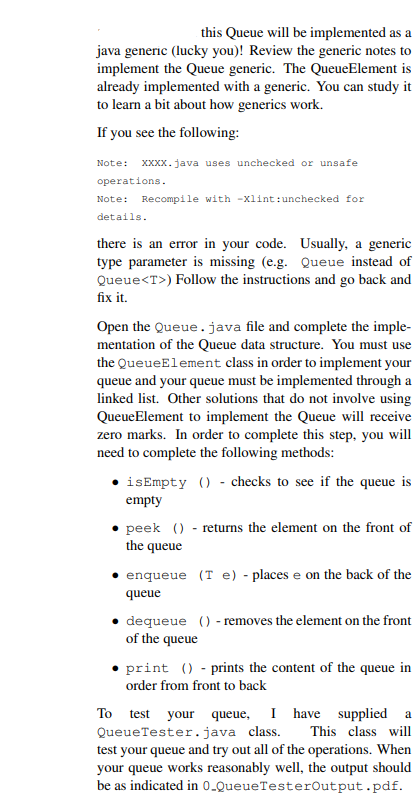 this Queue will be implemented as a
java generic (lucky you)! Review the generic notes to
implement the Queue generic. The QueueElement is
already implemented with a generic. You can study it
to learn a bit about how generics work.
If you see the following:
Note: XXXX.java uses unchecked or unsafe
operations.
Note: Recompile with -Xlint:unchecked for
details.
there is an error in your code. Usually, a generic
type parameter is missing (e.g. Queue instead of
Queue<T>) Follow the instructions and go back and
fix it.
Open the Queue.java file and complete the imple-
mentation of the Queue data structure. You must use
the QueueElement class in order to implement your
queue and your queue must be implemented through a
linked list. Other solutions that do not involve using
QueueElement to implement the Queue will receive
zero marks. In order to complete this step, you will
need to complete the following methods:
• isEmpty () - checks to see if the queue is
empty
• peek () - returns the element on the front of
the queue
• enqueue (T e) - places e on the back of the
queue
• dequeue () - removes the element on the front
of the queue
• print () - prints the content of the queue in
order from front to back
To test your queue, I have supplied a
QueueTester.java class. This class will
test your queue and try out all of the operations. When
your queue works reasonably well, the output should
be as indicated in 0_QueueTesterOutput.pdf.